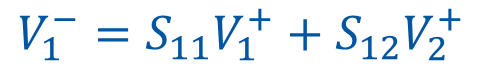 V₁⁻ = S₁₁V₁⁺ + S₁₂V₂⁺